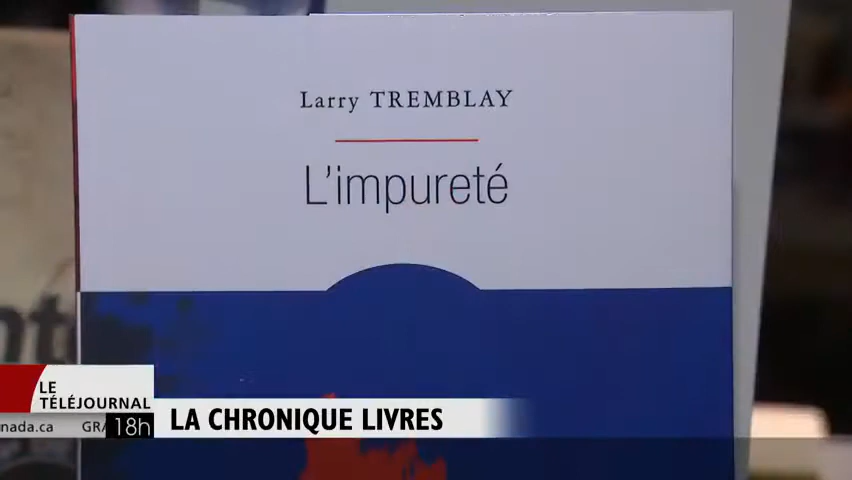 Larry TREMBLAY
L'impureté
LE
TÉLÉJOURNAL
LA CHRONIQUE LIVRES
nada.ca
18h